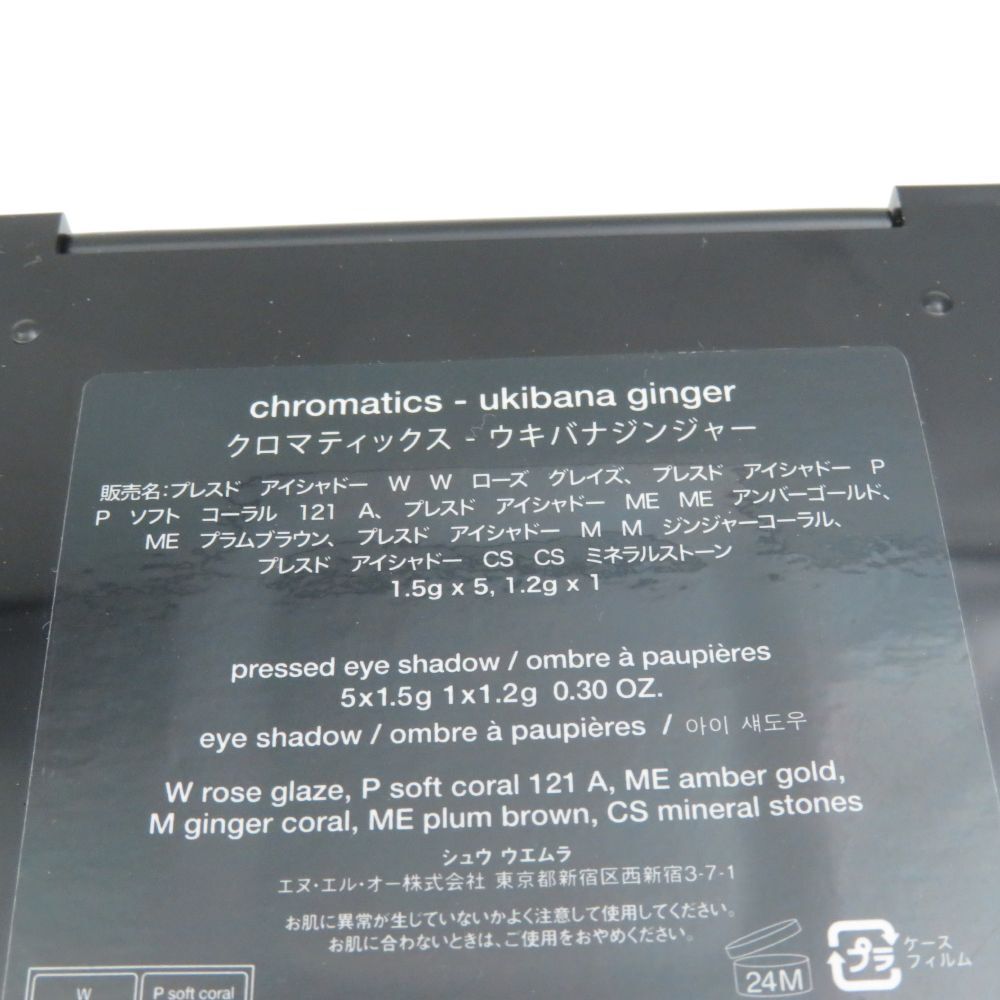 chromatics - ukibana ginger
クロマティックス - ウキバナジンジャー
販売名:プレスド アイシャドー W W ローズ グレイズ、 プレスド アイシャドー P
P ソフト コーラル 121 A、 プレスド アイシャドー ME ME アンバーゴールド、
ME プラムブラウン、 プレスド アイシャドー M M ジンジャーコーラル、
プレスド アイシャドー CS CS ミネラルストーン
1.5g x 5, 1.2g x 1
pressed eye shadow / ombre à paupières
5x1.5g 1x1.2g 0.30 OZ.
eye shadow / ombre à paupières / 아이 섀도우
W rose glaze, P soft coral 121 A, ME amber gold,
M ginger coral, ME plum brown, CS mineral stones
シュウ ウエムラ
エヌ・エル・オー株式会社 東京都新宿区西新宿3-7-1
お肌に異常が生じていないかよく注意して使用してください。
お肌に合わないときは、ご使用をおやめください。
24M
プラ
ケース
フィルム
W
P soft coral